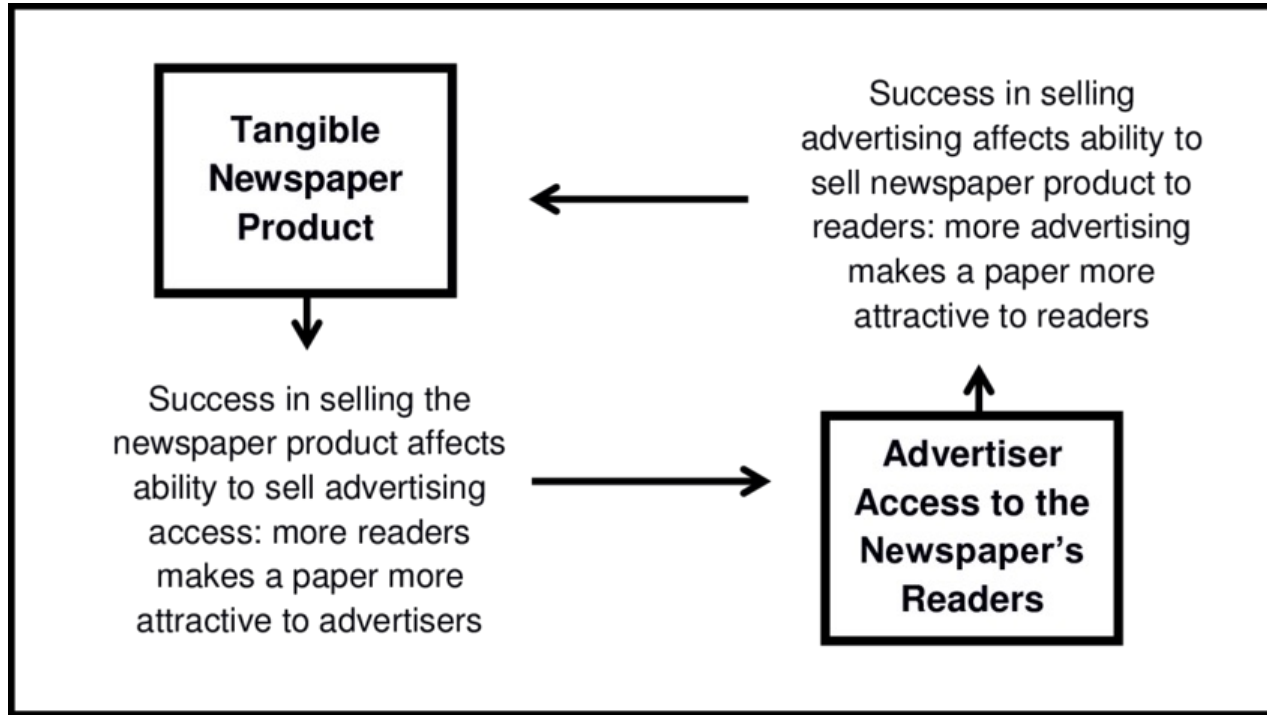 Tangible
Newspaper
Product
Success in selling the
newspaper product affects
ability to sell advertising
access: more readers
makes a paper more
attractive to advertisers
Advertiser
Access to the
Newspaper’s
Readers
Success in selling
advertising affects ability to
sell newspaper product to
readers: more advertising
makes a paper more
attractive to readers